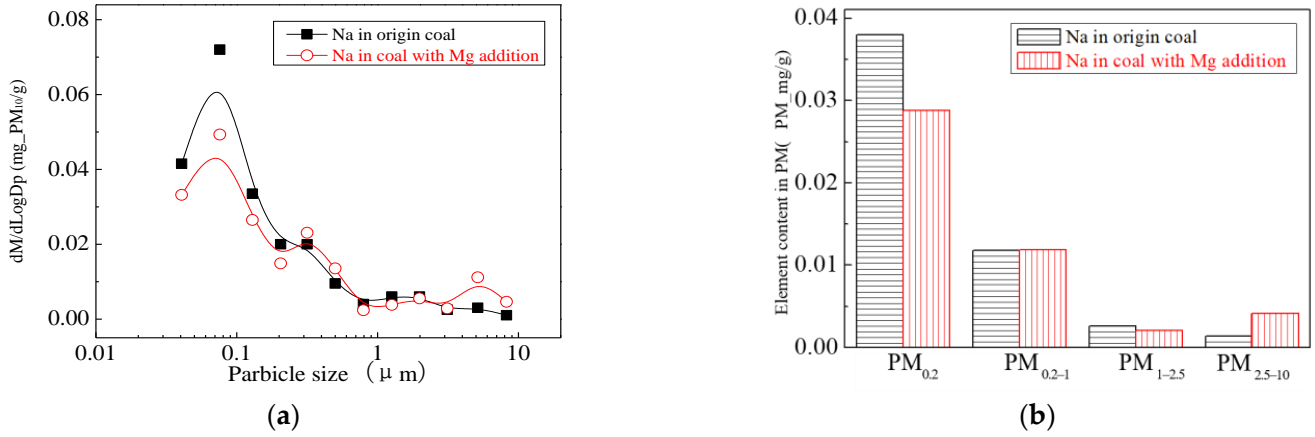 0.08
0.06
0.04
0.02
0.00
dM/dLogDp (mg_PM₁₀/g)
Na in origin coal
Na in coal with Mg addition
0.01 0.1 1 10
Parbicle size （μ m）
(a)
0.04
0.03
0.02
0.01
0.00
Element content in PM( PM_mg/g)
Na in origin coal
Na in coal with Mg addition
PM₀.₂ PM₀.₂₋₁ PM₁₋₂.₅ PM₂.₅₋₁₀
(b)